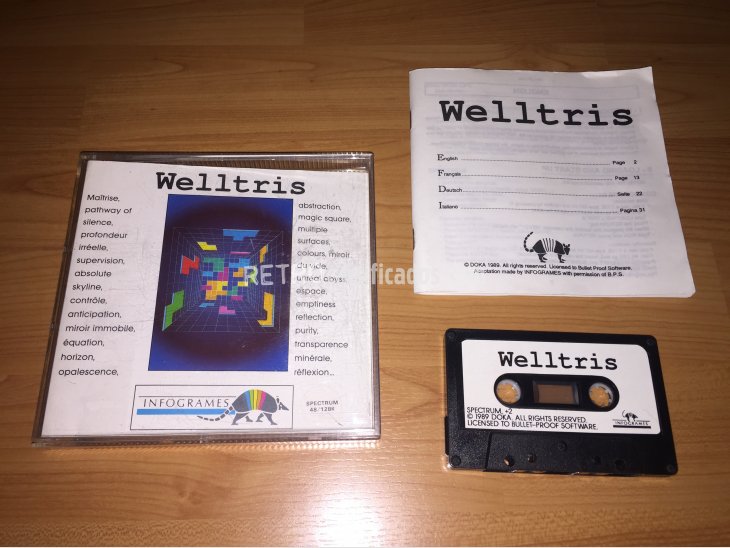 Welltris
Maîtrise,
pathway of
silence,
profondeur
irréelle,
supervision,
absolute
skyline,
contrôle,
anticipation,
miroir immobile,
équation,
horizon,
opalescence,
abstraction,
magic square,
multiple
surfaces,
colours, miroir
du vide,
espace,
emptiness
reflection,
purity,
transparence
minérale,
réflexion...
INFOGRAMES
SPECTRUM
48/128K
Welltris
English Page 2
Français Page 13
Deutsch Seite 22
Italiano Pagina 31
© DOKA 1989. All rights reserved. Licensed to Bullet Proof Software.
Adaptation made by INFOGRAMES with permission of B.P.S.
Welltris
SPECTRUM, +2
© 1989 DOKA. ALL RIGHTS RESERVED
LICENSED TO BULLET-PROOF SOFTWARE.
INFOGRAMES